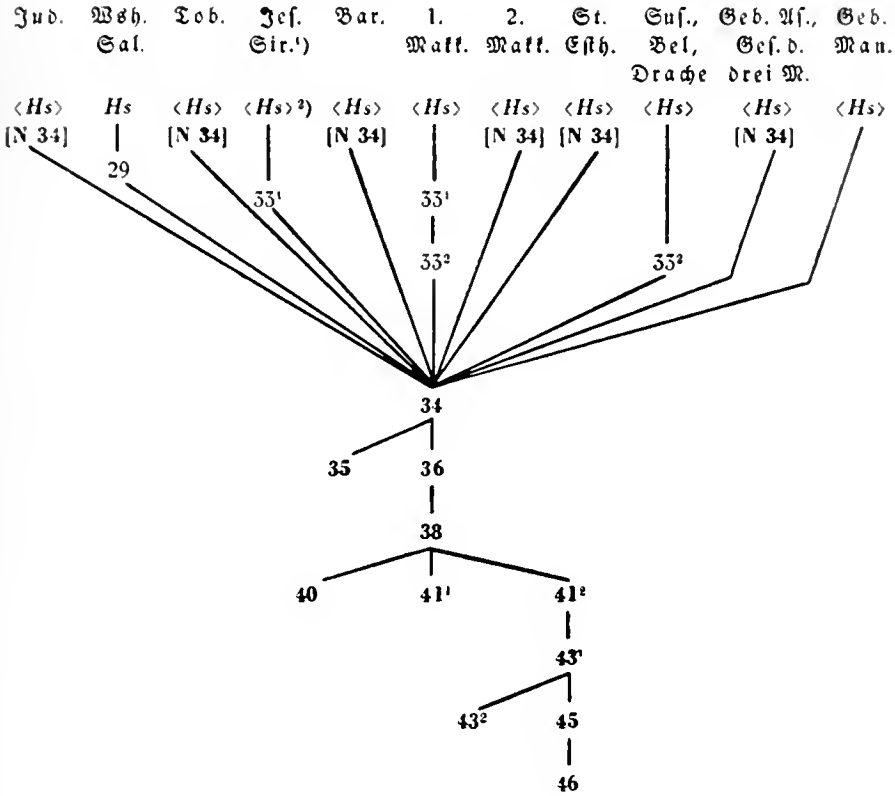 Jud. Wsh. Tob. Jes. Bar. 1. 2. St. Sus., Geb. As., Geb.
Sal. Sir.¹) Makk. Makk. Esth. Bel, Ges. d. Man.
Drache drei M.
‹Hs› Hs ‹Hs› ‹Hs›²) ‹Hs› ‹Hs› ‹Hs› ‹Hs› ‹Hs› ‹Hs› ‹Hs›
[N 34] [N 34] [N 34] [N 34] [N 34] [N 34]
29
33¹ 33¹
33² 33²
34
35 36
38
40 41¹ 41²
43¹
43² 45
46